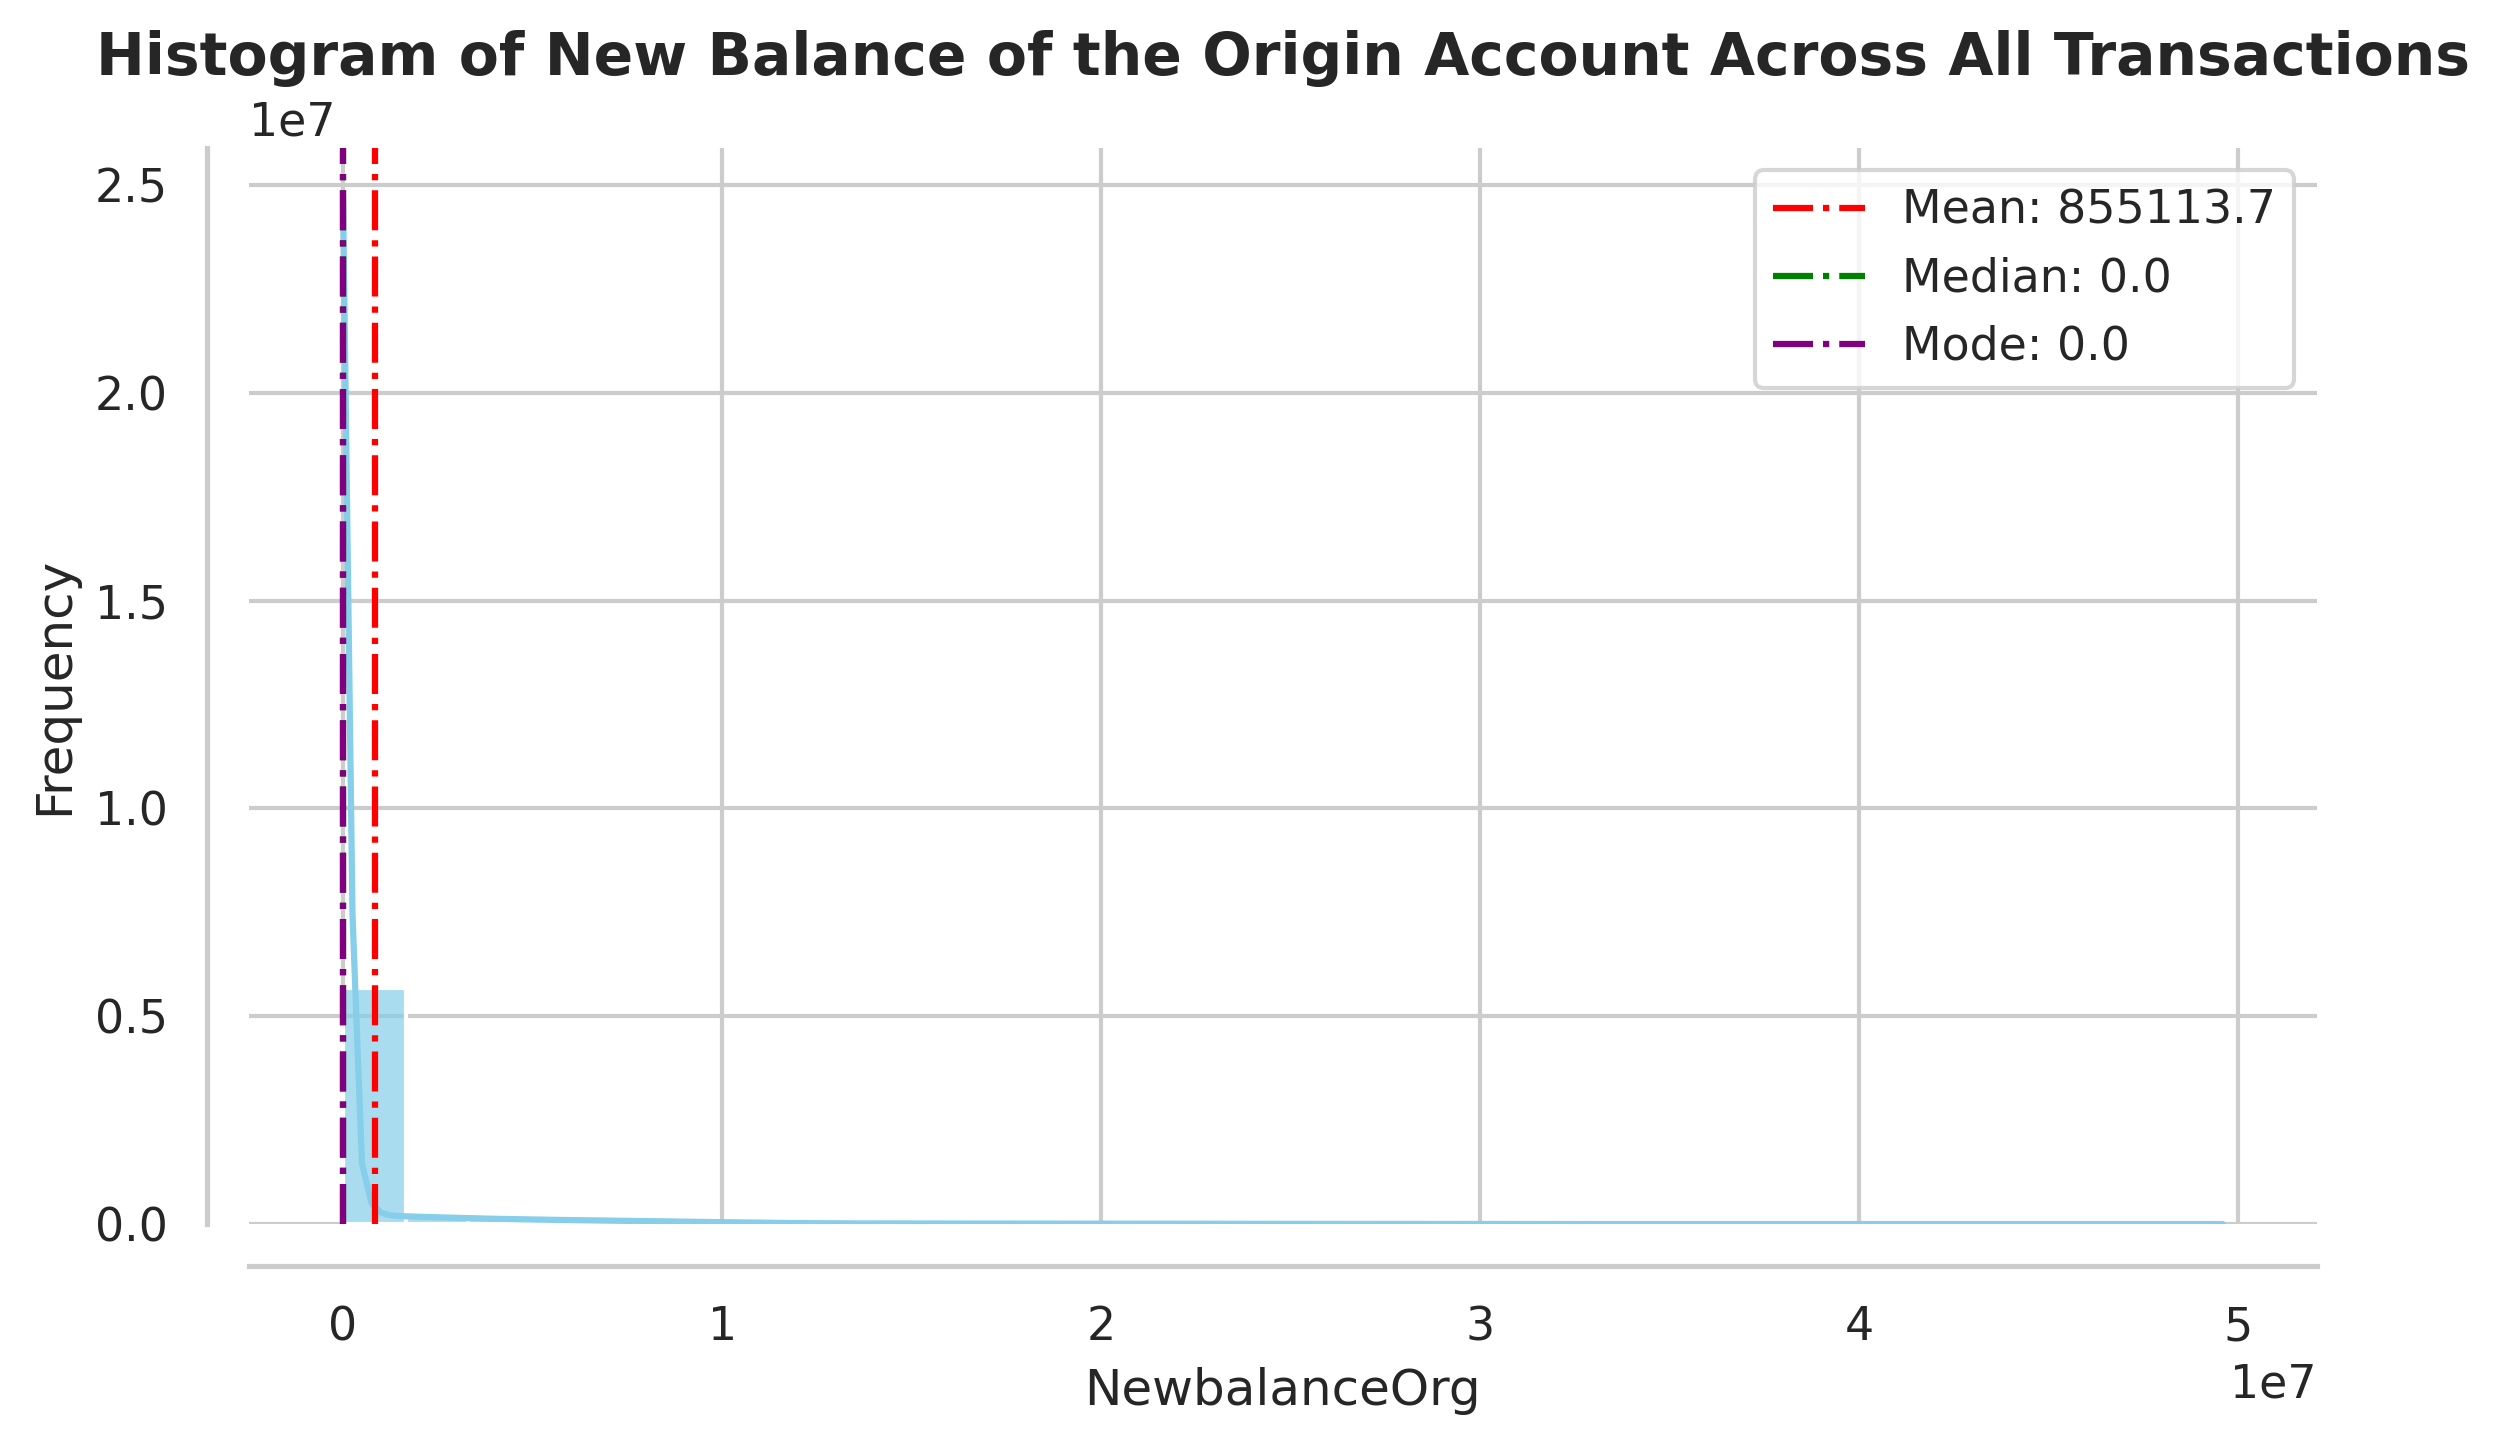 Histogram of New Balance of the Origin Account Across All Transactions
1e7
2.5
2.0
1.5
1.0
0.5
0.0
Frequency
Mean: 855113.7
Median: 0.0
Mode: 0.0
0 1 2 3 4 5
1e7
NewbalanceOrg